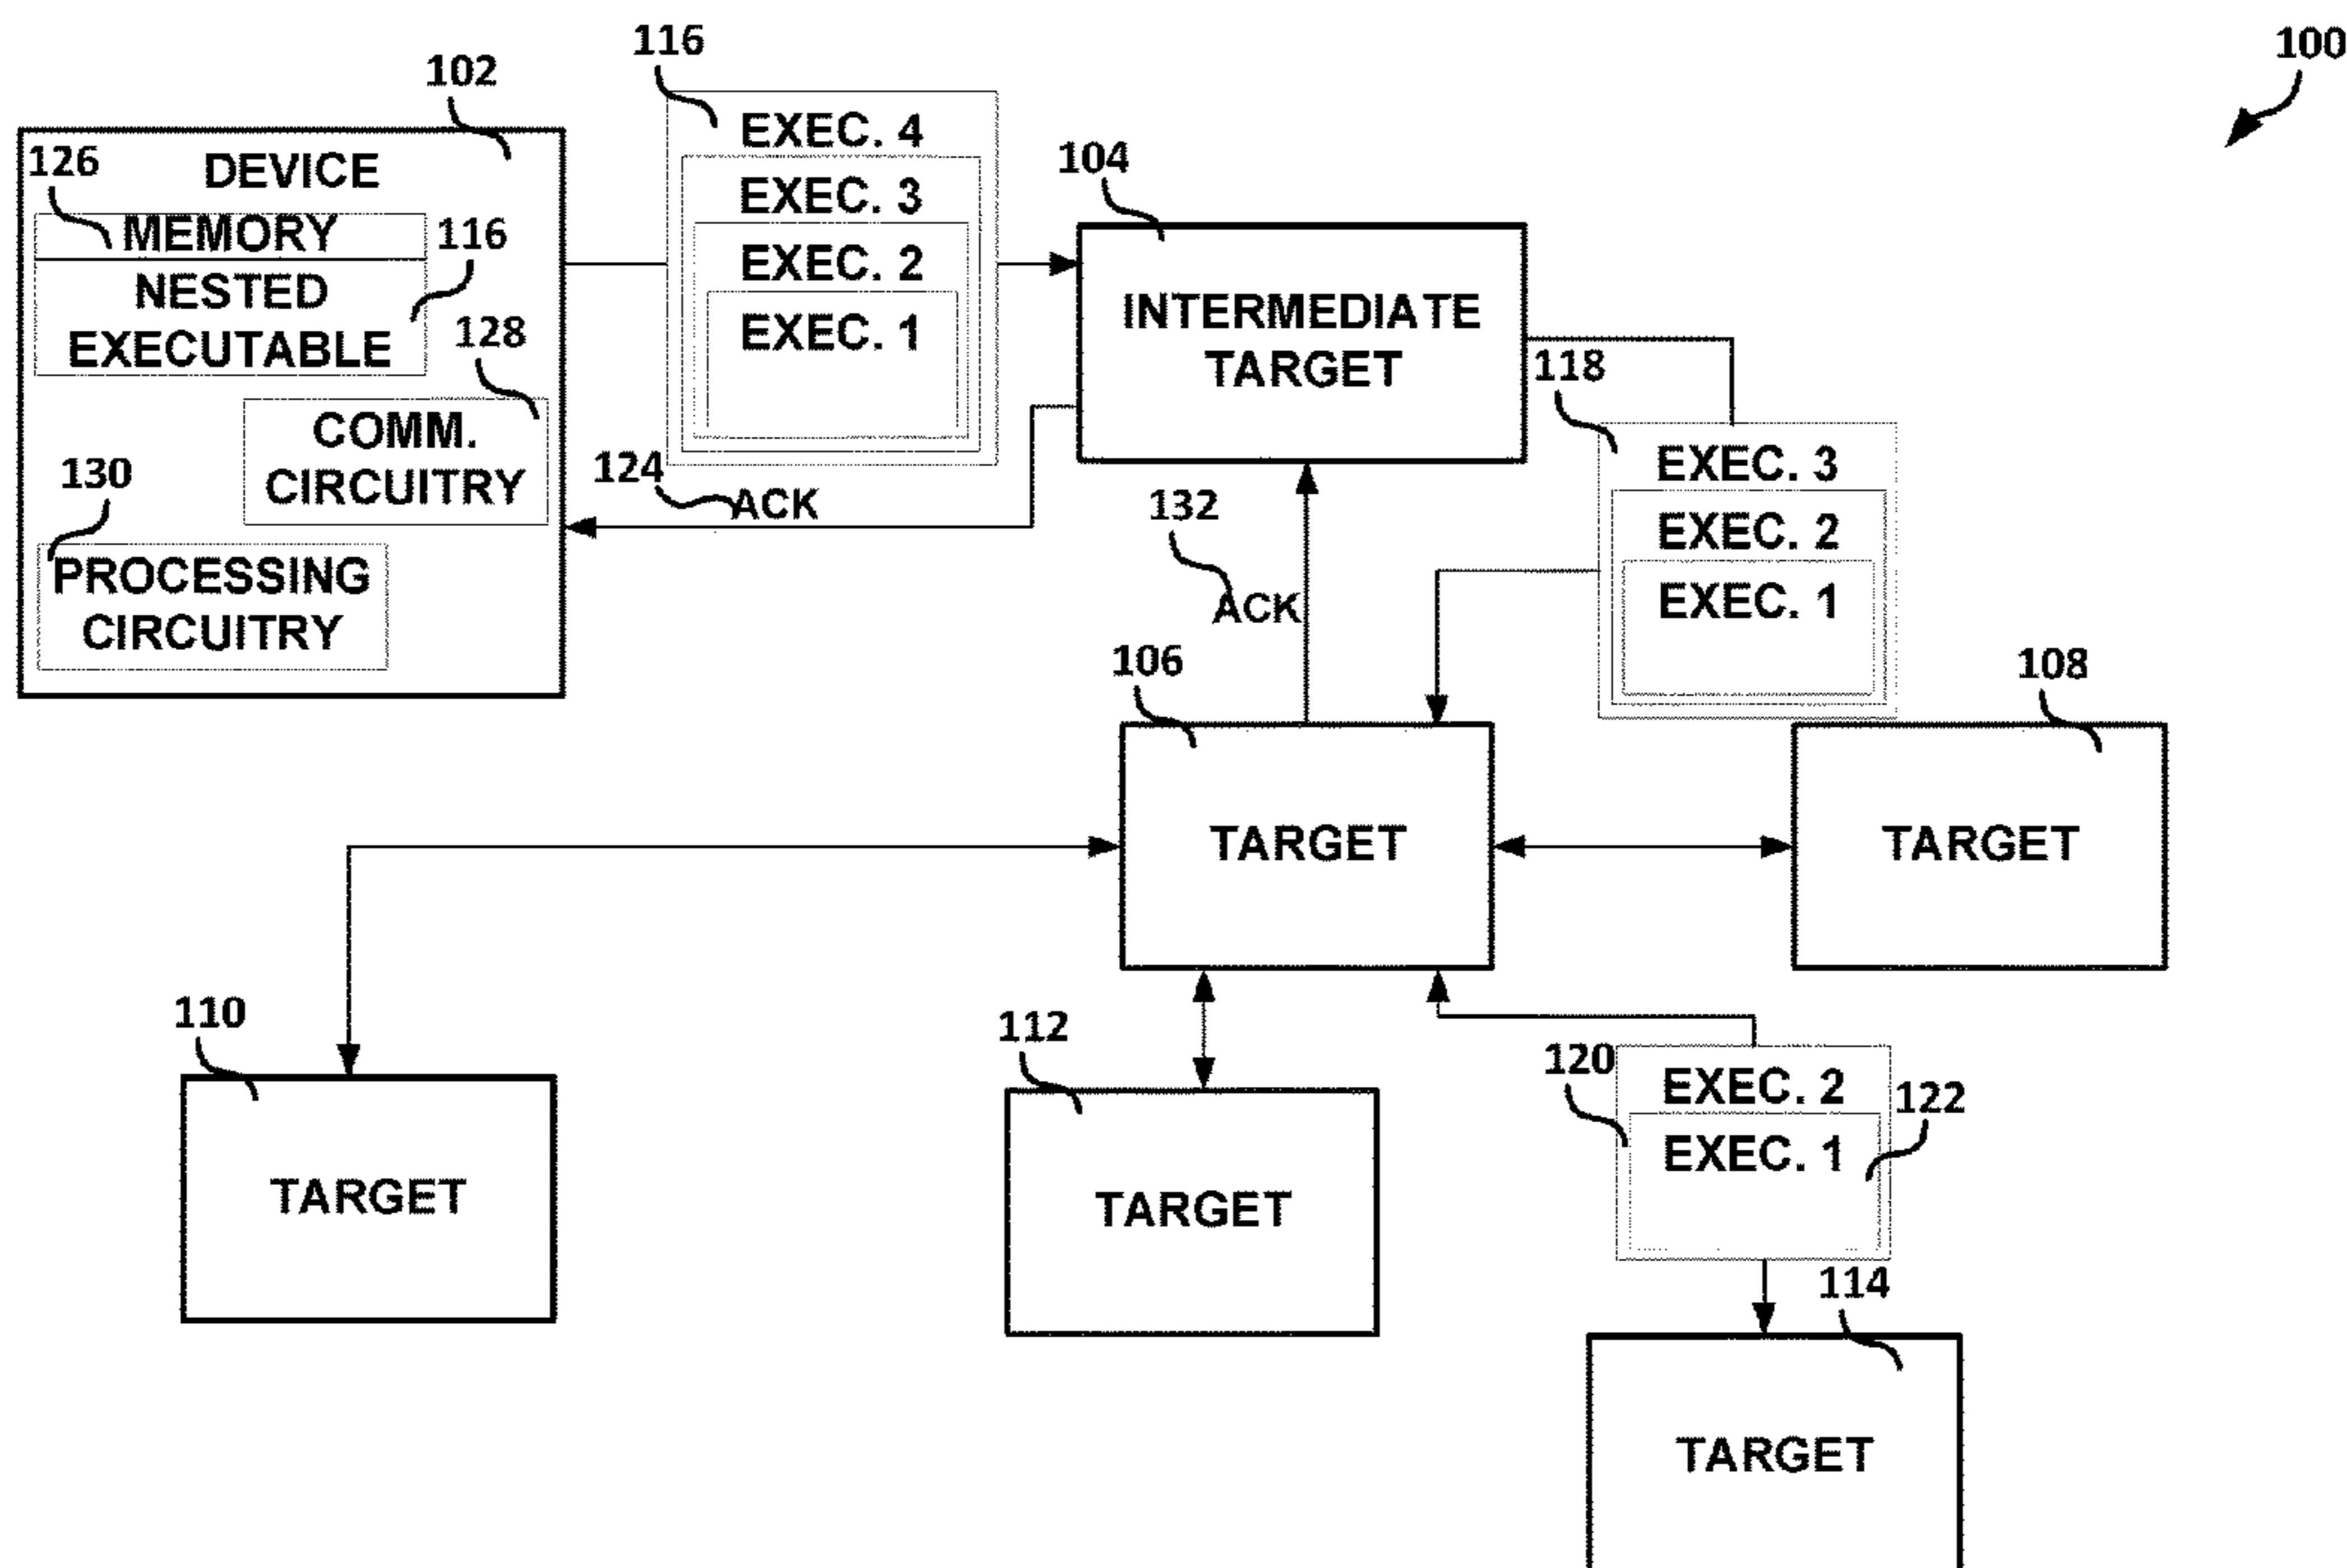 100
116
102
EXEC. 4
126
DEVICE
104
EXEC. 3
MEMORY
116
EXEC. 2
NESTED
EXECUTABLE
128
EXEC. 1
INTERMEDIATE
TARGET
118
COMM.
CIRCUITRY
130
124
ACK
132
EXEC. 3
EXEC. 2
EXEC. 1
PROCESSING
CIRCUITRY
ACK
106
108
TARGET
TARGET
110
112
120
EXEC. 2
122
EXEC. 1
TARGET
TARGET
114
TARGET